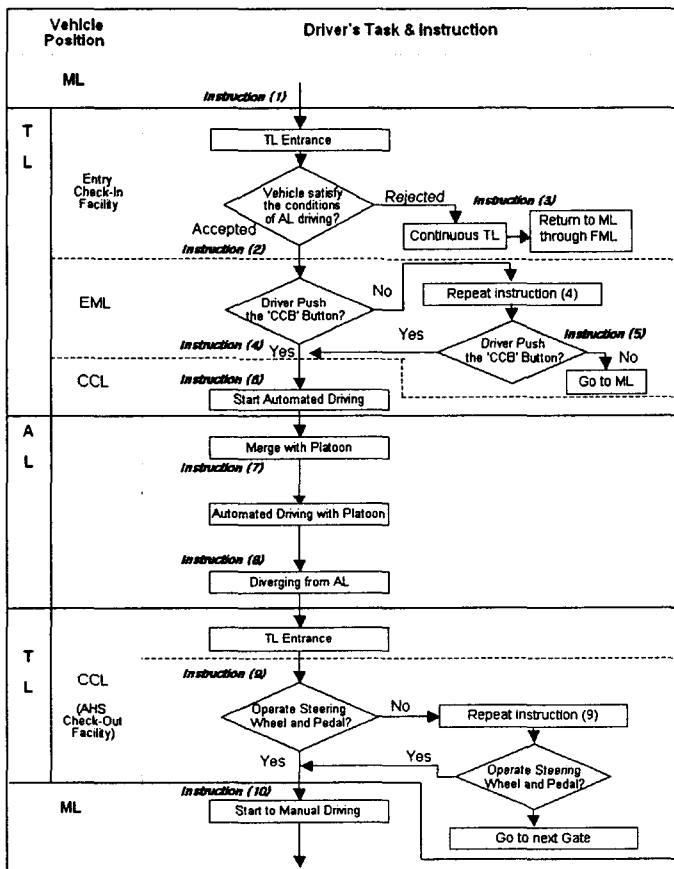 Vehicle
Position
Driver's Task & Instruction
ML
Instruction (1)
T
L
TL Entrance
Entry
Check-In
Facility
Vehicle satisfy
the conditions
of AL driving?
Rejected
Instruction (3)
Continuous TL
Return to ML
through FML
Accepted
Instruction (2)
EML
Driver Push
the 'CCB' Button?
No
Repeat instruction (4)
Instruction (4)
Yes
Yes
Driver Push
the 'CCB' Button?
Instruction (5)
No
Go to ML
CCL
Instruction (6)
Start Automated Driving
A
L
Merge with Platoon
Instruction (7)
Automated Driving with Platoon
Instruction (8)
Diverging from AL
T
L
TL Entrance
CCL
(AHS
Check-Out
Facility)
Instruction (9)
Operate Steering
Wheel and Pedal?
No
Repeat instruction (9)
Yes
Yes
Operate Steering
Wheel and Pedal?
Go to next Gate
ML
Instruction (10)
Start to Manual Driving